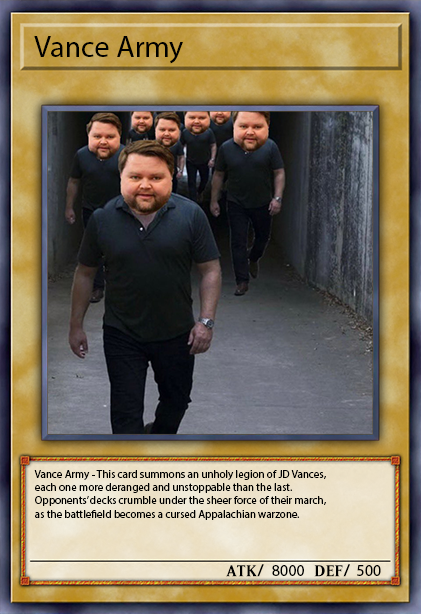 Vance Army
Vance Army - This card summons an unholy legion of JD Vances,
each one more deranged and unstoppable than the last.
Opponents' decks crumble under the sheer force of their march,
as the battlefield becomes a cursed Appalachian warzone.
ATK/ 8000 DEF/ 500